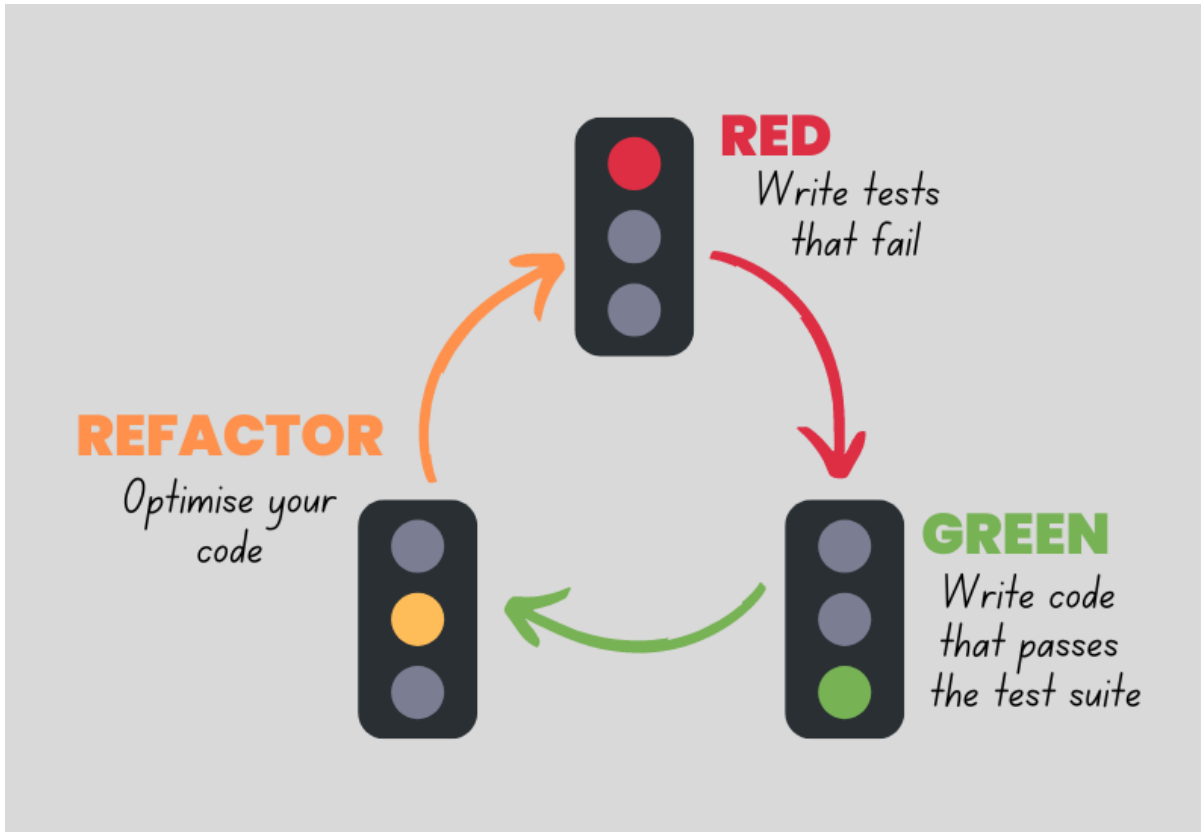 RED
Write tests
that fail
REFACTOR
Optimise your
code
GREEN
Write code
that passes
the test suite